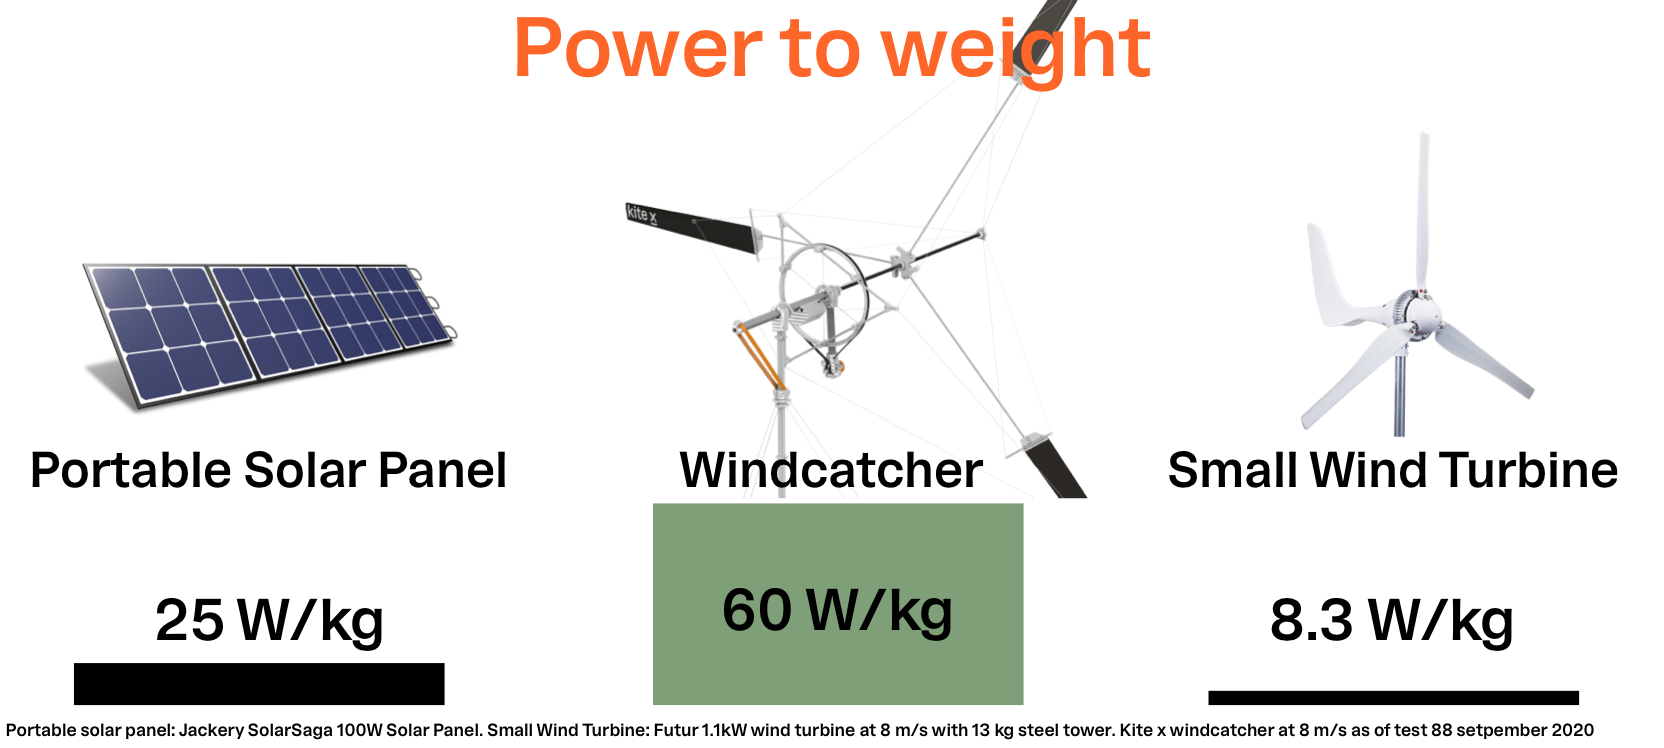 Power to weight
kite x
Portable Solar Panel
Windcatcher
Small Wind Turbine
25 W/kg
60 W/kg
8.3 W/kg
Portable solar panel: Jackery SolarSaga 100W Solar Panel. Small Wind Turbine: Futur 1.1kW wind turbine at 8 m/s with 13 kg steel tower. Kite x windcatcher at 8 m/s as of test 88 setpember 2020